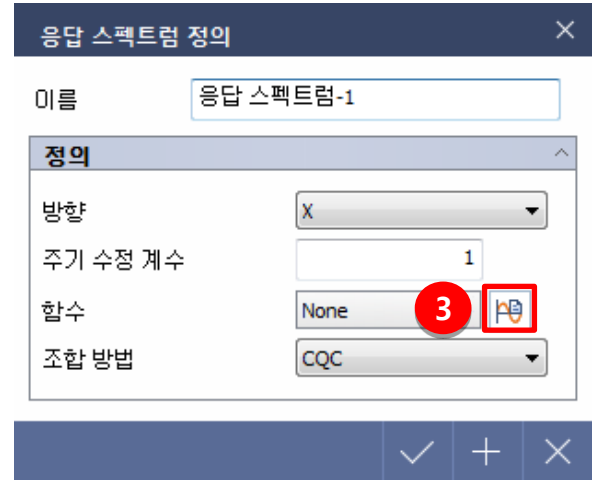 응답 스펙트럼 정의
이름 응답 스펙트럼-1
정의
방향 X
주기 수정 계수 1
함수 None 3
조합 방법 CQC